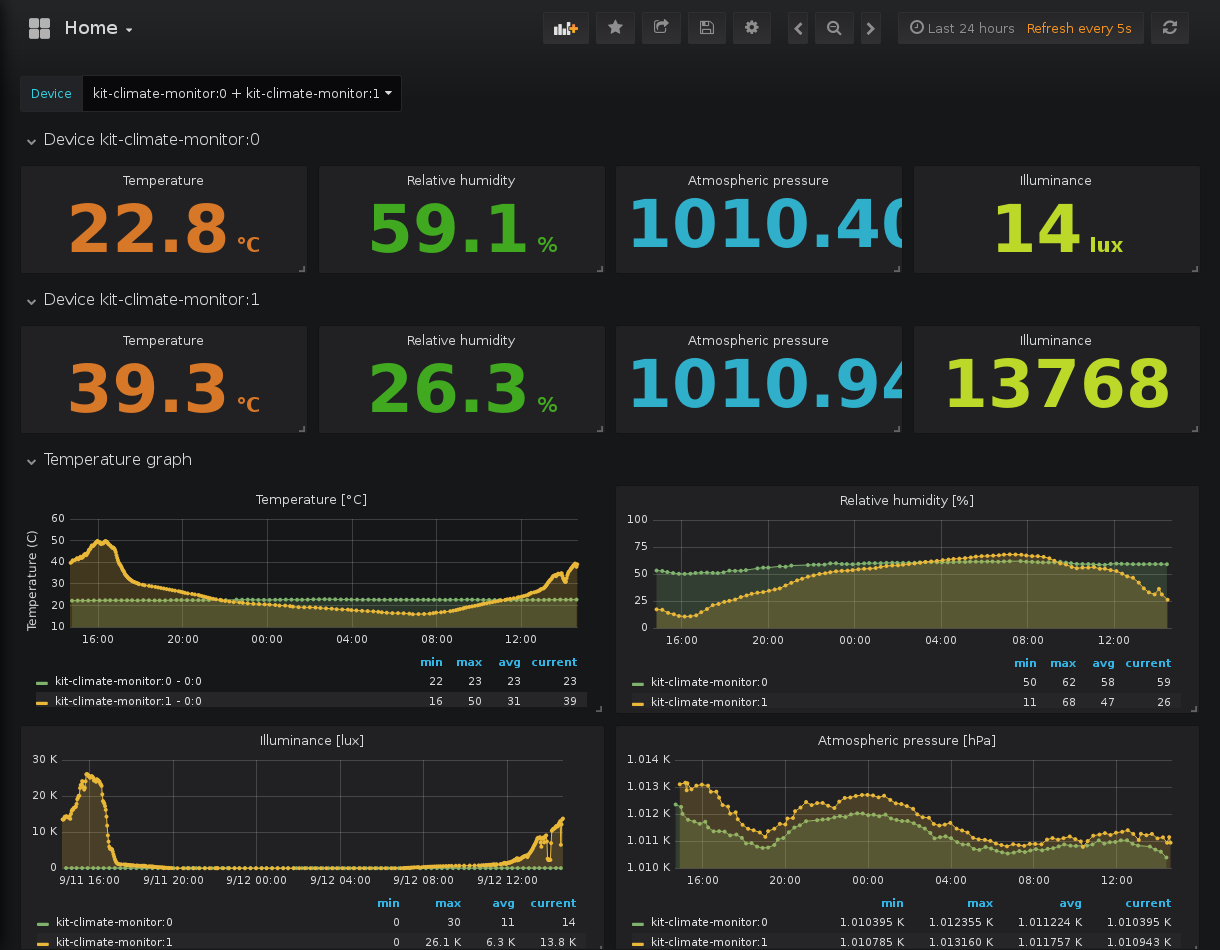 Home
Last 24 hours Refresh every 5s
Device kit-climate-monitor:0 + kit-climate-monitor:1
Device kit-climate-monitor:0
Temperature Relative humidity Atmospheric pressure Illuminance
22.8 °C 59.1 % 1010.40 14 lux
Device kit-climate-monitor:1
Temperature Relative humidity Atmospheric pressure Illuminance
39.3 °C 26.3 % 1010.94 13768
Temperature graph
Temperature [°C]
Temperature (C)
60
50
40
30
20
10
16:00 20:00 00:00 04:00 08:00 12:00
min max avg current
kit-climate-monitor:0 - 0:0 22 23 23 23
kit-climate-monitor:1 - 0:0 16 50 31 39
Relative humidity [%]
100
75
50
25
0
16:00 20:00 00:00 04:00 08:00 12:00
min max avg current
kit-climate-monitor:0 50 62 58 59
kit-climate-monitor:1 11 68 47 26
Illuminance [lux]
30 K
20 K
10 K
0
9/11 16:00 9/11 20:00 9/12 00:00 9/12 04:00 9/12 08:00 9/12 12:00
min max avg current
kit-climate-monitor:0 0 30 11 14
kit-climate-monitor:1 0 26.1 K 6.3 K 13.8 K
Atmospheric pressure [hPa]
1.014 K
1.013 K
1.012 K
1.011 K
1.010 K
16:00 20:00 00:00 04:00 08:00 12:00
min max avg current
kit-climate-monitor:0 1.010395 K 1.012355 K 1.011224 K 1.010395 K
kit-climate-monitor:1 1.010785 K 1.013160 K 1.011757 K 1.010943 K